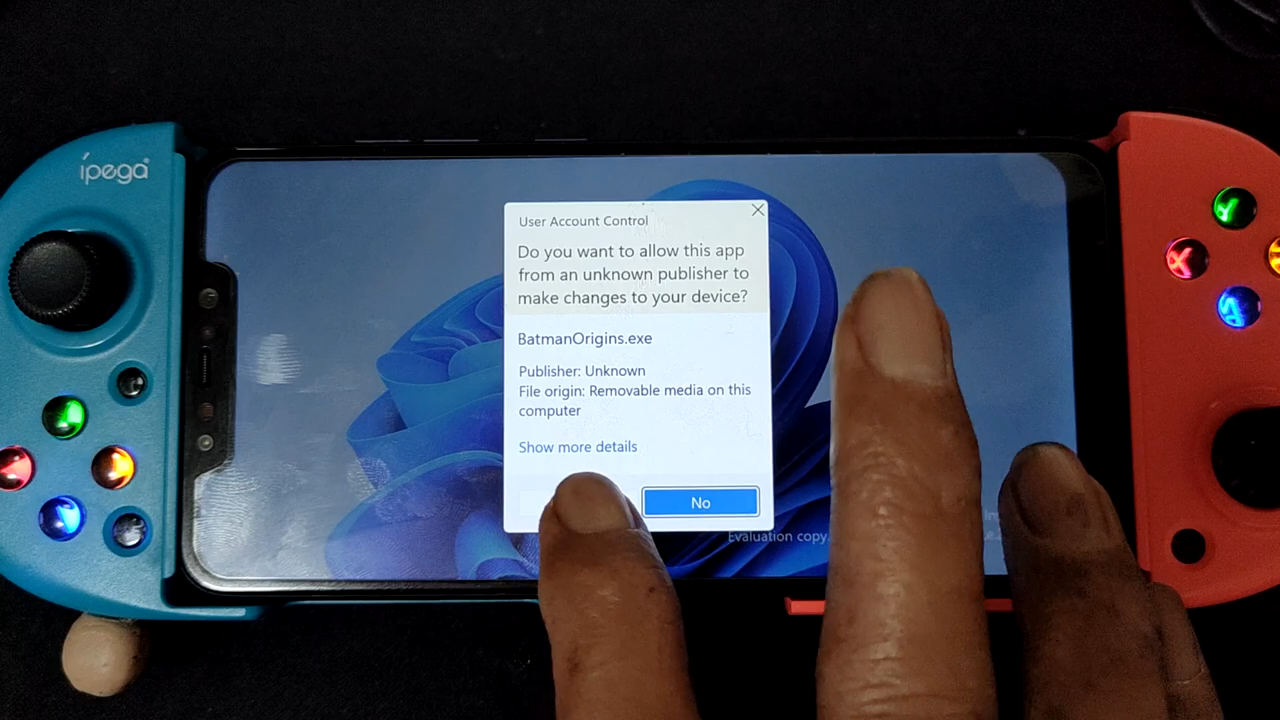 ipega
User Account Control
Do you want to allow this app
from an unknown publisher to
make changes to your device?
BatmanOrigins.exe
Publisher: Unknown
File origin: Removable media on this
computer
Show more details
No
Evaluation copy.
Y
X